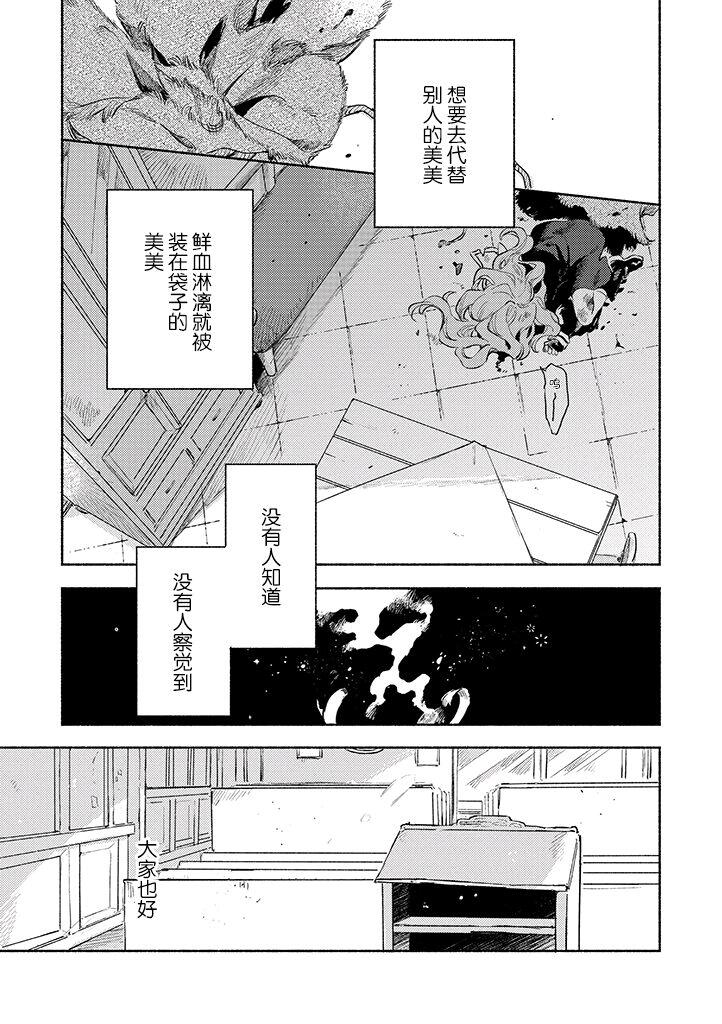 想要去代替
别人的美美
鲜血淋漓就被
装在袋子的
美美
呜
没有人知道
没有人察觉到
大家也好